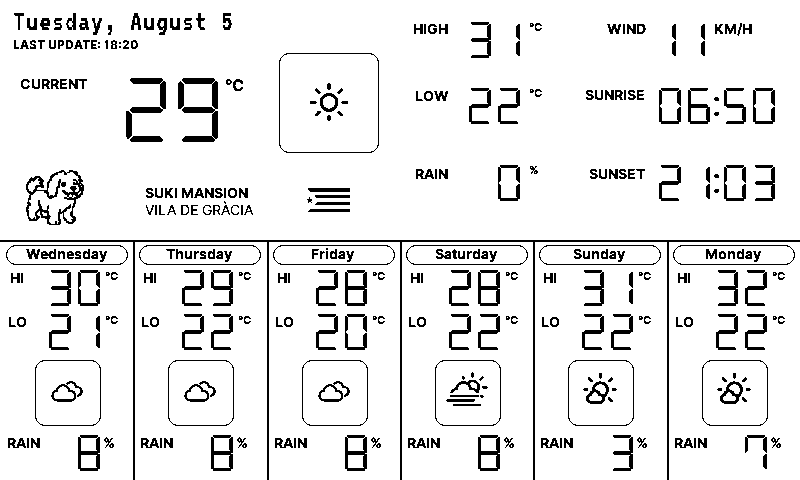 Tuesday, August 5
LAST UPDATE: 18:20
CURRENT 29 °C
SUKI MANSION
VILA DE GRÀCIA
HIGH 31 °C
LOW 22 °C
RAIN 0 %
WIND 11 KM/H
SUNRISE 06:50
SUNSET 21:03
Wednesday
HI 30 °C
LO 21 °C
RAIN 8 %
Thursday
HI 29 °C
LO 22 °C
RAIN 8 %
Friday
HI 28 °C
LO 20 °C
RAIN 8 %
Saturday
HI 28 °C
LO 22 °C
RAIN 8 %
Sunday
HI 31 °C
LO 22 °C
RAIN 3 %
Monday
HI 32 °C
LO 22 °C
RAIN 7 %